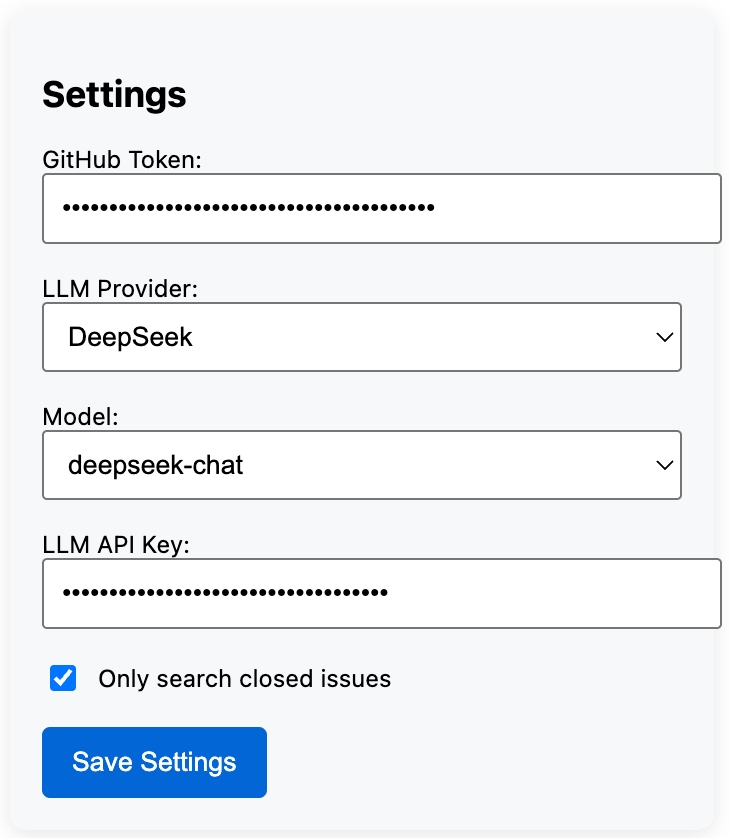 Settings
GitHub Token:
••••••••••••••••••••••••••••••••••••••••
LLM Provider:
DeepSeek
Model:
deepseek-chat
LLM API Key:
•••••••••••••••••••••••••••••••••••
Only search closed issues
Save Settings